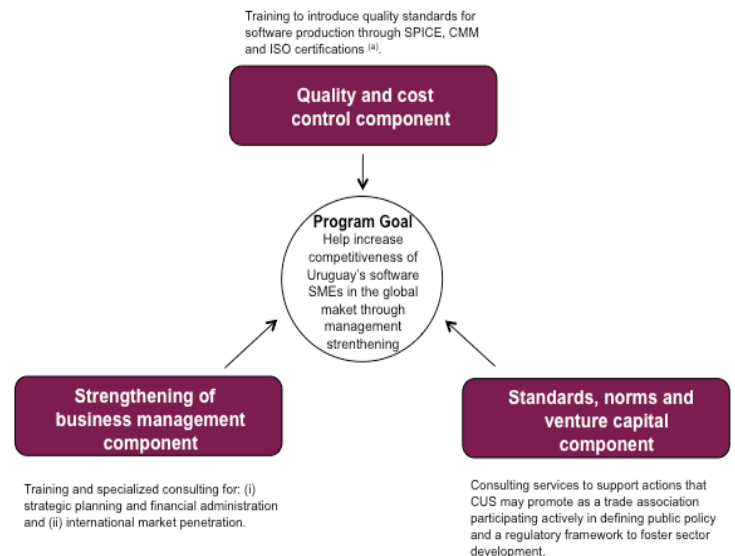 Training to introduce quality standards for
software production through SPICE, CMM
and ISO certifications (a).
Quality and cost
control component
Program Goal
Help increase
competitiveness of
Uruguay's software
SMEs in the global
maket through
management
strenthening
Strengthening of
business management
component
Training and specialized consulting for: (i)
strategic planning and financial administration
and (ii) international market penetration.
Standards, norms and
venture capital
component
Consulting services to support actions that
CUS may promote as a trade association
participating actively in defining public policy
and a regulatory framework to foster sector
development.